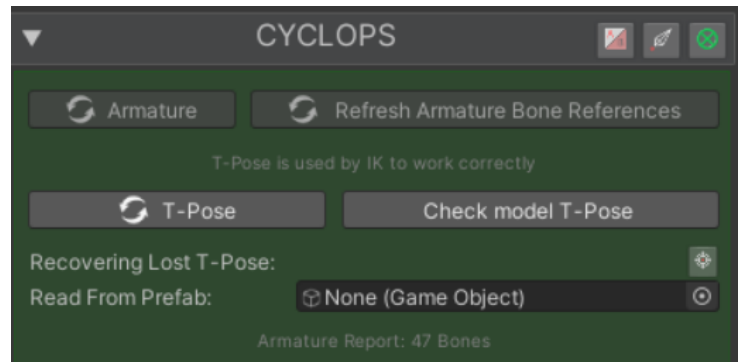 CYCLOPS
Armature Refresh Armature Bone References
T-Pose is used by IK to work correctly
T-Pose Check model T-Pose
Recovering Lost T-Pose:
Read From Prefab: None (Game Object)
Armature Report: 47 Bones